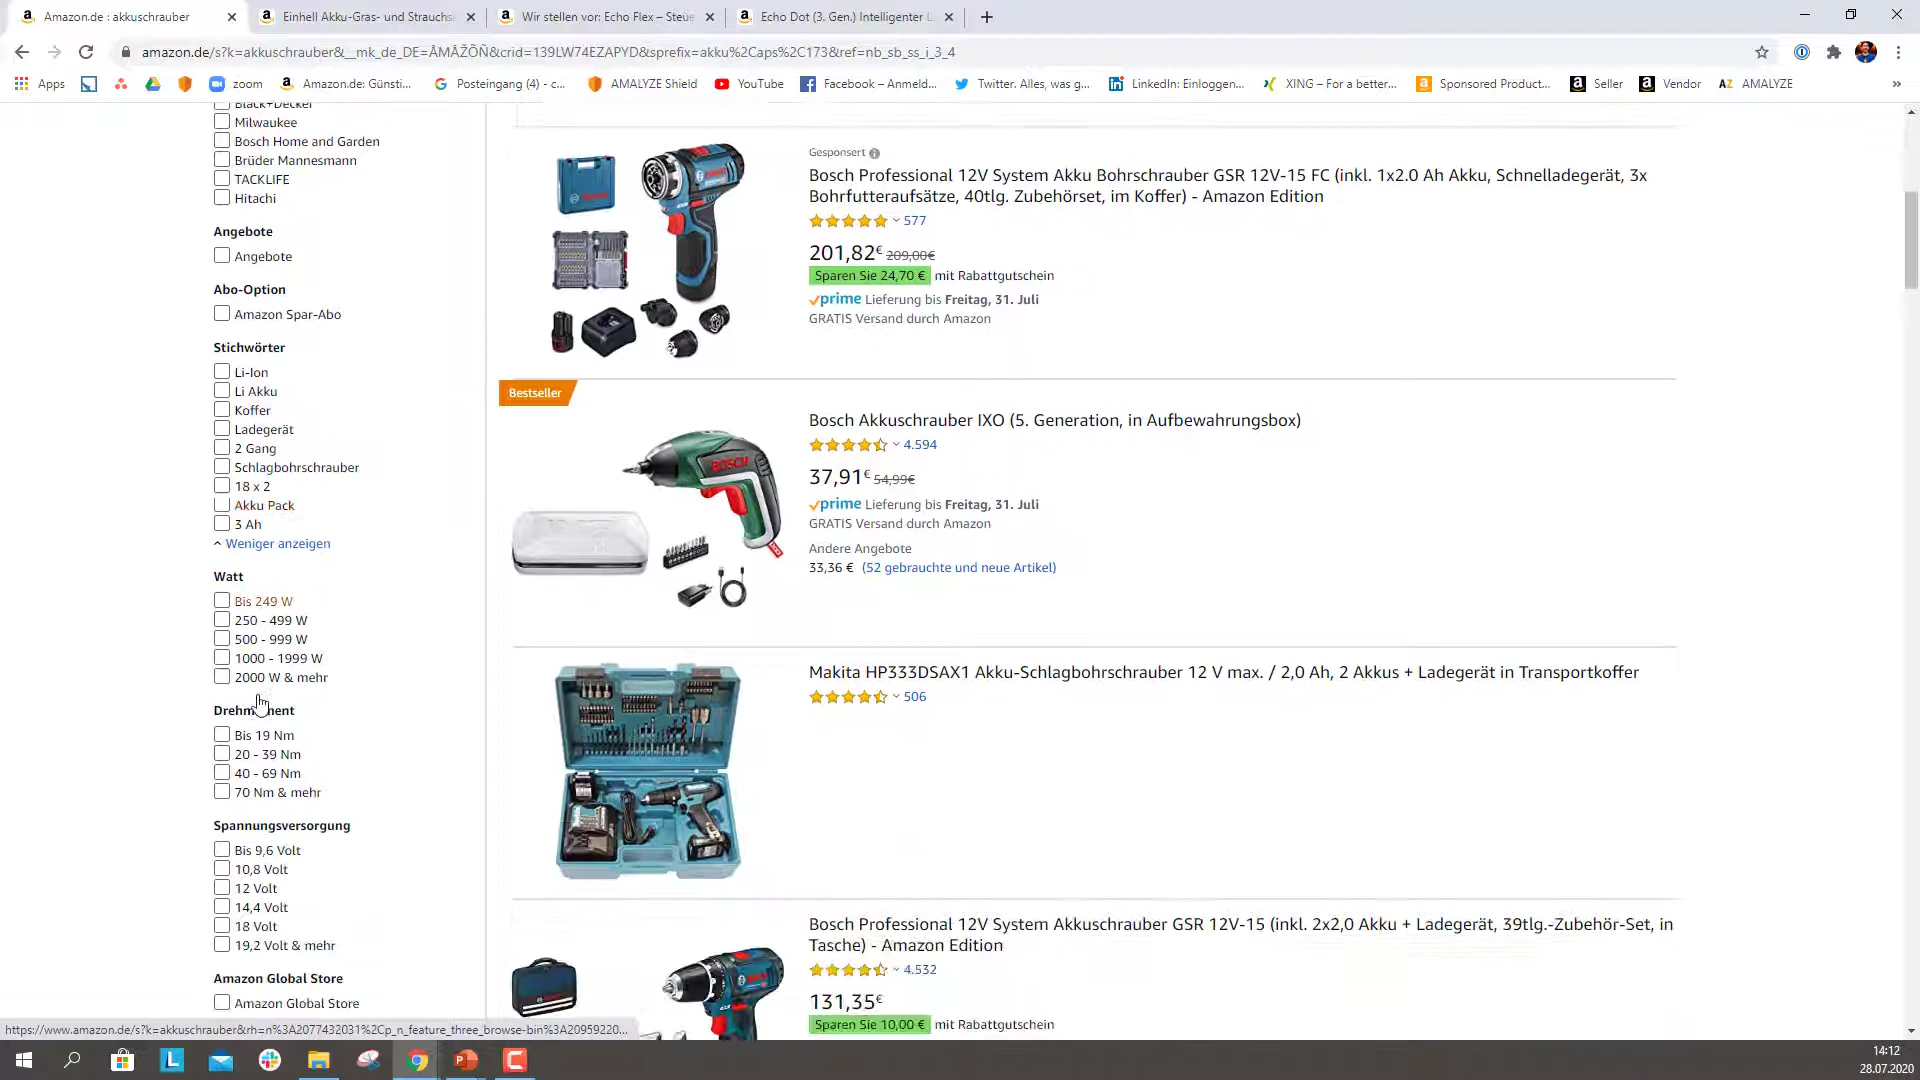 Amazon.de : akkuschrauber
Einhell Akku-Gras- und Strauchs
Wir stellen vor: Echo Flex – Steue
Echo Dot (3. Gen.) Intelligenter L
amazon.de/s?k=akkuschrauber&__mk_de_DE=ÅMÅŽÕÑ&crid=139LW74EZAPYD&sprefix=akku%2Caps%2C173&ref=nb_sb_ss_i_3_4
Apps
zoom
Amazon.de: Günsti...
Posteingang (4) - c...
AMALYZE Shield
YouTube
Facebook – Anmeld...
Twitter. Alles, was g...
LinkedIn: Einloggen...
XING – For a better...
Sponsored Product...
Seller
Vendor
AMALYZE
Black+Decker
Milwaukee
Bosch Home and Garden
Brüder Mannesmann
TACKLIFE
Hitachi
Angebote
Angebote
Abo-Option
Amazon Spar-Abo
Stichwörter
Li-Ion
Li Akku
Koffer
Ladegerät
2 Gang
Schlagbohrschrauber
18 x 2
Akku Pack
3 Ah
Weniger anzeigen
Watt
Bis 249 W
250 - 499 W
500 - 999 W
1000 - 1999 W
2000 W & mehr
Drehmoment
Bis 19 Nm
20 - 39 Nm
40 - 69 Nm
70 Nm & mehr
Spannungsversorgung
Bis 9,6 Volt
10,8 Volt
12 Volt
14,4 Volt
18 Volt
19,2 Volt & mehr
Amazon Global Store
Amazon Global Store
Gesponsert
Bosch Professional 12V System Akku Bohrschrauber GSR 12V-15 FC (inkl. 1x2.0 Ah Akku, Schnelladegerät, 3x
Bohrfutteraufsätze, 40tlg. Zubehörset, im Koffer) - Amazon Edition
577
201,82€ 209,00€
Sparen Sie 24,70 € mit Rabattgutschein
prime Lieferung bis Freitag, 31. Juli
GRATIS Versand durch Amazon
Bestseller
Bosch Akkuschrauber IXO (5. Generation, in Aufbewahrungsbox)
4.594
37,91€ 54,99€
prime Lieferung bis Freitag, 31. Juli
GRATIS Versand durch Amazon
Andere Angebote
33,36 € (52 gebrauchte und neue Artikel)
BOSCH
Makita HP333DSAX1 Akku-Schlagbohrschrauber 12 V max. / 2,0 Ah, 2 Akkus + Ladegerät in Transportkoffer
506
Bosch Professional 12V System Akkuschrauber GSR 12V-15 (inkl. 2x2,0 Akku + Ladegerät, 39tlg.-Zubehör-Set, in
Tasche) - Amazon Edition
4.532
131,35€
Sparen Sie 10,00 € mit Rabattgutschein
https://www.amazon.de/s?k=akkuschrauber&rh=n%3A2077432031%2Cp_n_feature_three_browse-bin%3A20959220...
14:12
28.07.2020